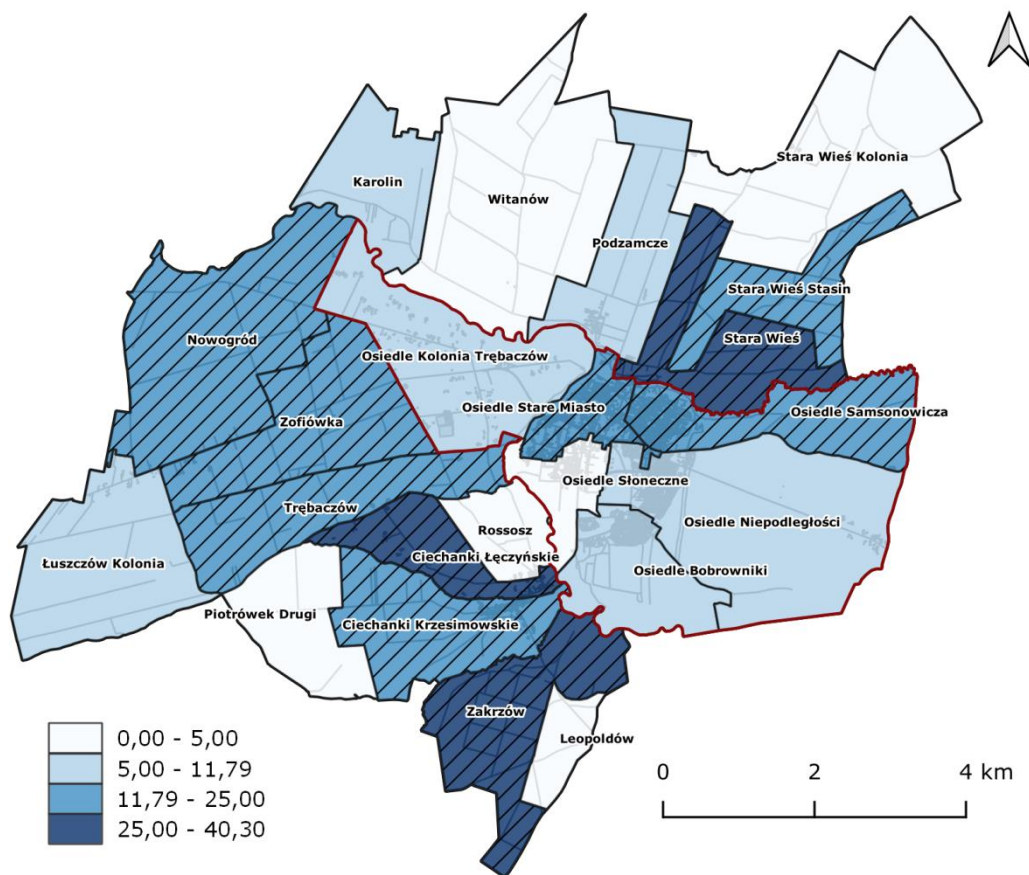 Stara Wieś Kolonia
Karolin
Witanów
Podzamcze
Stara Wieś Stasin
Nowogród
Stara Wieś
Osiedle Kolonia Trębaczów
Osiedle Stare Miasto
Osiedle Samsonowicza
Zofiówka
Osiedle Słoneczne
Trębaczów
Osiedle Niepodległości
Rossosz
Łuszczów Kolonia
Ciechanki Łęczyńskie
Osiedle Bobrowniki
Piotrówek Drugi
Ciechanki Krzesimowskie
Zakrzów
Leopoldów
0,00 - 5,00
5,00 - 11,79
11,79 - 25,00
25,00 - 40,30
0 2 4 km